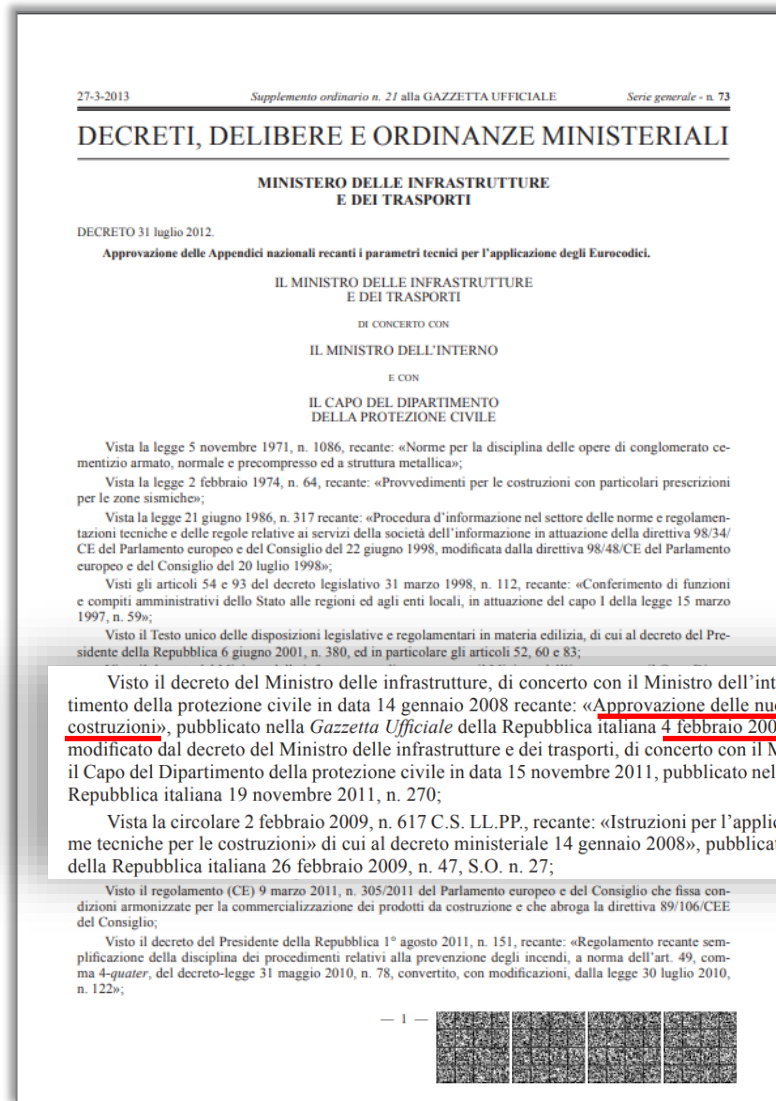 27-3-2013 Supplemento ordinario n. 21 alla GAZZETTA UFFICIALE Serie generale - n. 73
DECRETI, DELIBERE E ORDINANZE MINISTERIALI
MINISTERO DELLE INFRASTRUTTURE
E DEI TRASPORTI
DECRETO 31 luglio 2012.
Approvazione delle Appendici nazionali recanti i parametri tecnici per l'applicazione degli Eurocodici.
IL MINISTRO DELLE INFRASTRUTTURE
E DEI TRASPORTI
DI CONCERTO CON
IL MINISTRO DELL'INTERNO
E CON
IL CAPO DEL DIPARTIMENTO
DELLA PROTEZIONE CIVILE
Vista la legge 5 novembre 1971, n. 1086, recante: «Norme per la disciplina delle opere di conglomerato ce-
mentizio armato, normale e precompresso ed a struttura metallica»;
Vista la legge 2 febbraio 1974, n. 64, recante: «Provvedimenti per le costruzioni con particolari prescrizioni
per le zone sismiche»;
Vista la legge 21 giugno 1986, n. 317 recante: «Procedura d'informazione nel settore delle norme e regolamen-
tazioni tecniche e delle regole relative ai servizi della società dell'informazione in attuazione della direttiva 98/34/
CE del Parlamento europeo e del Consiglio del 22 giugno 1998, modificata dalla direttiva 98/48/CE del Parlamento
europeo e del Consiglio del 20 luglio 1998»;
Visti gli articoli 54 e 93 del decreto legislativo 31 marzo 1998, n. 112, recante: «Conferimento di funzioni
e compiti amministrativi dello Stato alle regioni ed agli enti locali, in attuazione del capo I della legge 15 marzo
1997, n. 59»;
Visto il Testo unico delle disposizioni legislative e regolamentari in materia edilizia, di cui al decreto del Pre-
sidente della Repubblica 6 giugno 2001, n. 380, ed in particolare gli articoli 52, 60 e 83;
Visto il decreto del Ministro delle infrastrutture, di concerto con il Ministro dell'int
timento della protezione civile in data 14 gennaio 2008 recante: «Approvazione delle nuo
costruzioni», pubblicato nella Gazzetta Ufficiale della Repubblica italiana 4 febbraio 200
modificato dal decreto del Ministro delle infrastrutture e dei trasporti, di concerto con il M
il Capo del Dipartimento della protezione civile in data 15 novembre 2011, pubblicato nel
Repubblica italiana 19 novembre 2011, n. 270;
Vista la circolare 2 febbraio 2009, n. 617 C.S. LL.PP., recante: «Istruzioni per l'applic
me tecniche per le costruzioni» di cui al decreto ministeriale 14 gennaio 2008», pubblicat
della Repubblica italiana 26 febbraio 2009, n. 47, S.O. n. 27;
Visto il regolamento (CE) 9 marzo 2011, n. 305/2011 del Parlamento europeo e del Consiglio che fissa con-
dizioni armonizzate per la commercializzazione dei prodotti da costruzione e che abroga la direttiva 89/106/CEE
del Consiglio;
Visto il decreto del Presidente della Repubblica 1° agosto 2011, n. 151, recante: «Regolamento recante sem-
plificazione della disciplina dei procedimenti relativi alla prevenzione degli incendi, a norma dell'art. 49, com-
ma 4-quater, del decreto-legge 31 maggio 2010, n. 78, convertito, con modificazioni, dalla legge 30 luglio 2010,
n. 122»;
— 1 —